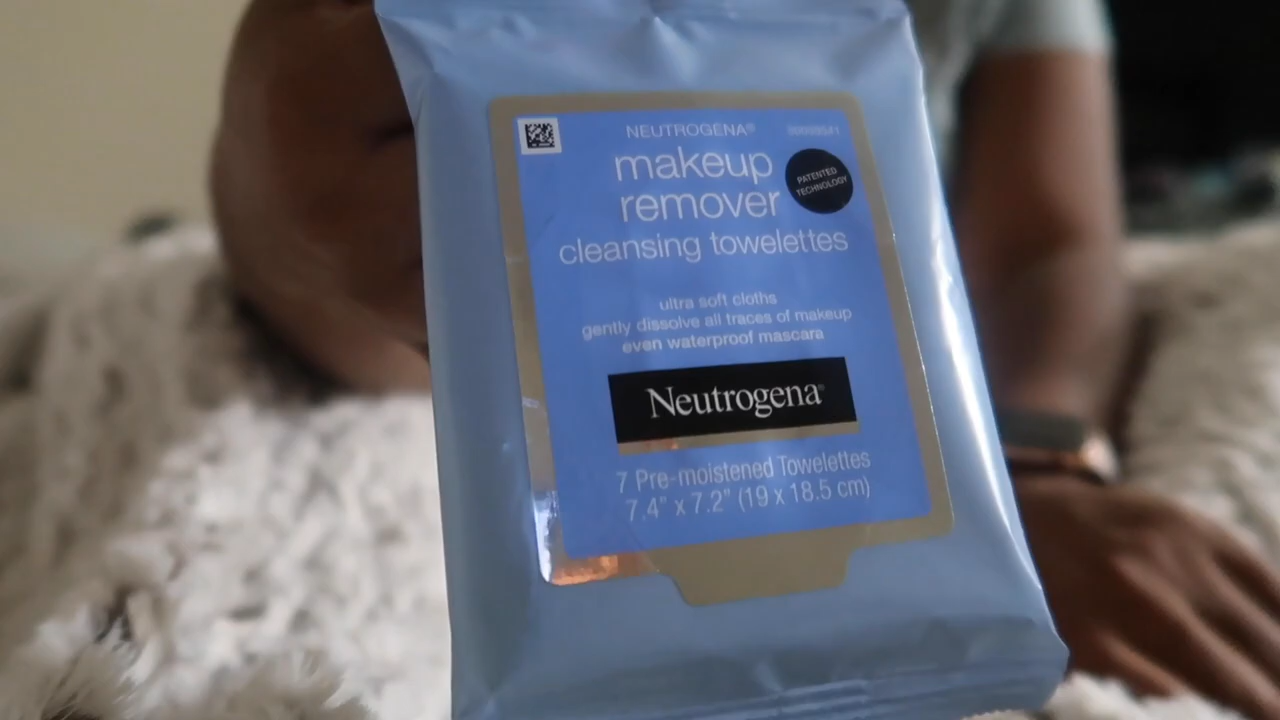 NEUTROGENA®
makeup
remover
PATENTED
TECHNOLOGY
cleansing towelettes
ultra soft cloths
gently dissolve all traces of makeup
even waterproof mascara
Neutrogena®
7 Pre-moistened Towelettes
7.4" x 7.2" (19 x 18.5 cm)